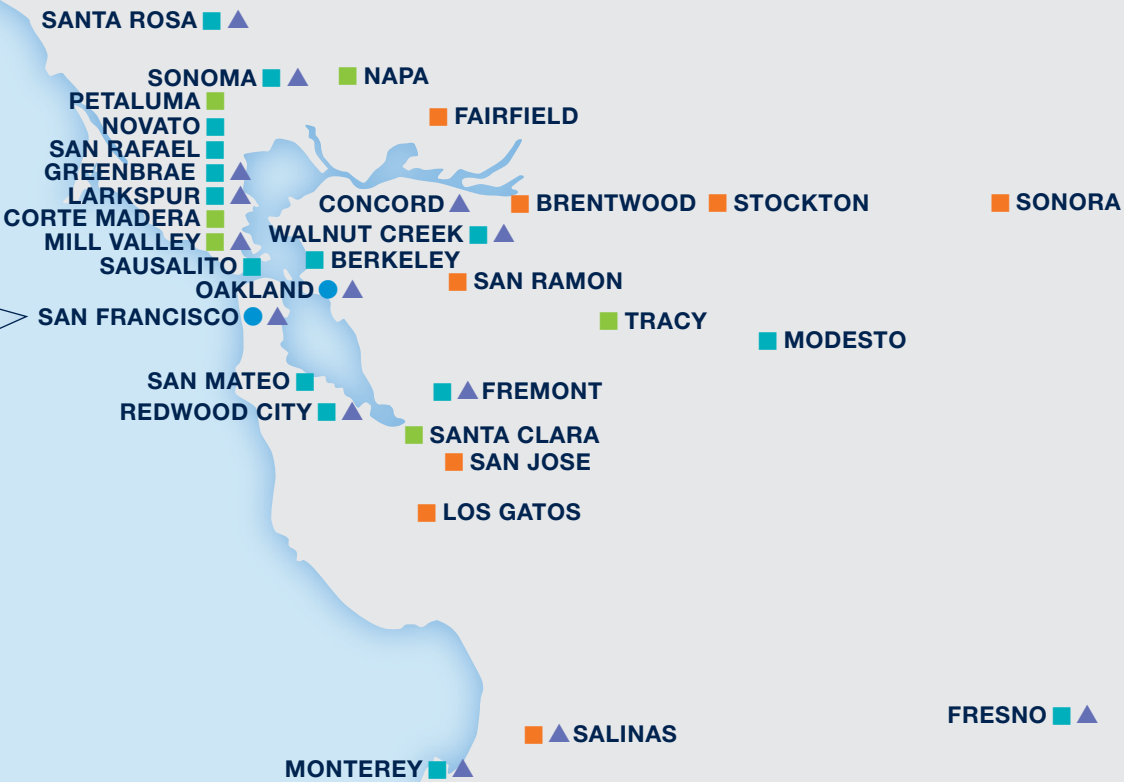 SANTA ROSA
SONOMA
NAPA
PETALUMA
FAIRFIELD
NOVATO
SAN RAFAEL
GREENBRAE
LARKSPUR
CONCORD
BRENTWOOD
STOCKTON
SONORA
CORTE MADERA
WALNUT CREEK
MILL VALLEY
BERKELEY
SAUSALITO
SAN RAMON
OAKLAND
SAN FRANCISCO
TRACY
MODESTO
SAN MATEO
FREMONT
REDWOOD CITY
SANTA CLARA
SAN JOSE
LOS GATOS
FRESNO
SALINAS
MONTEREY